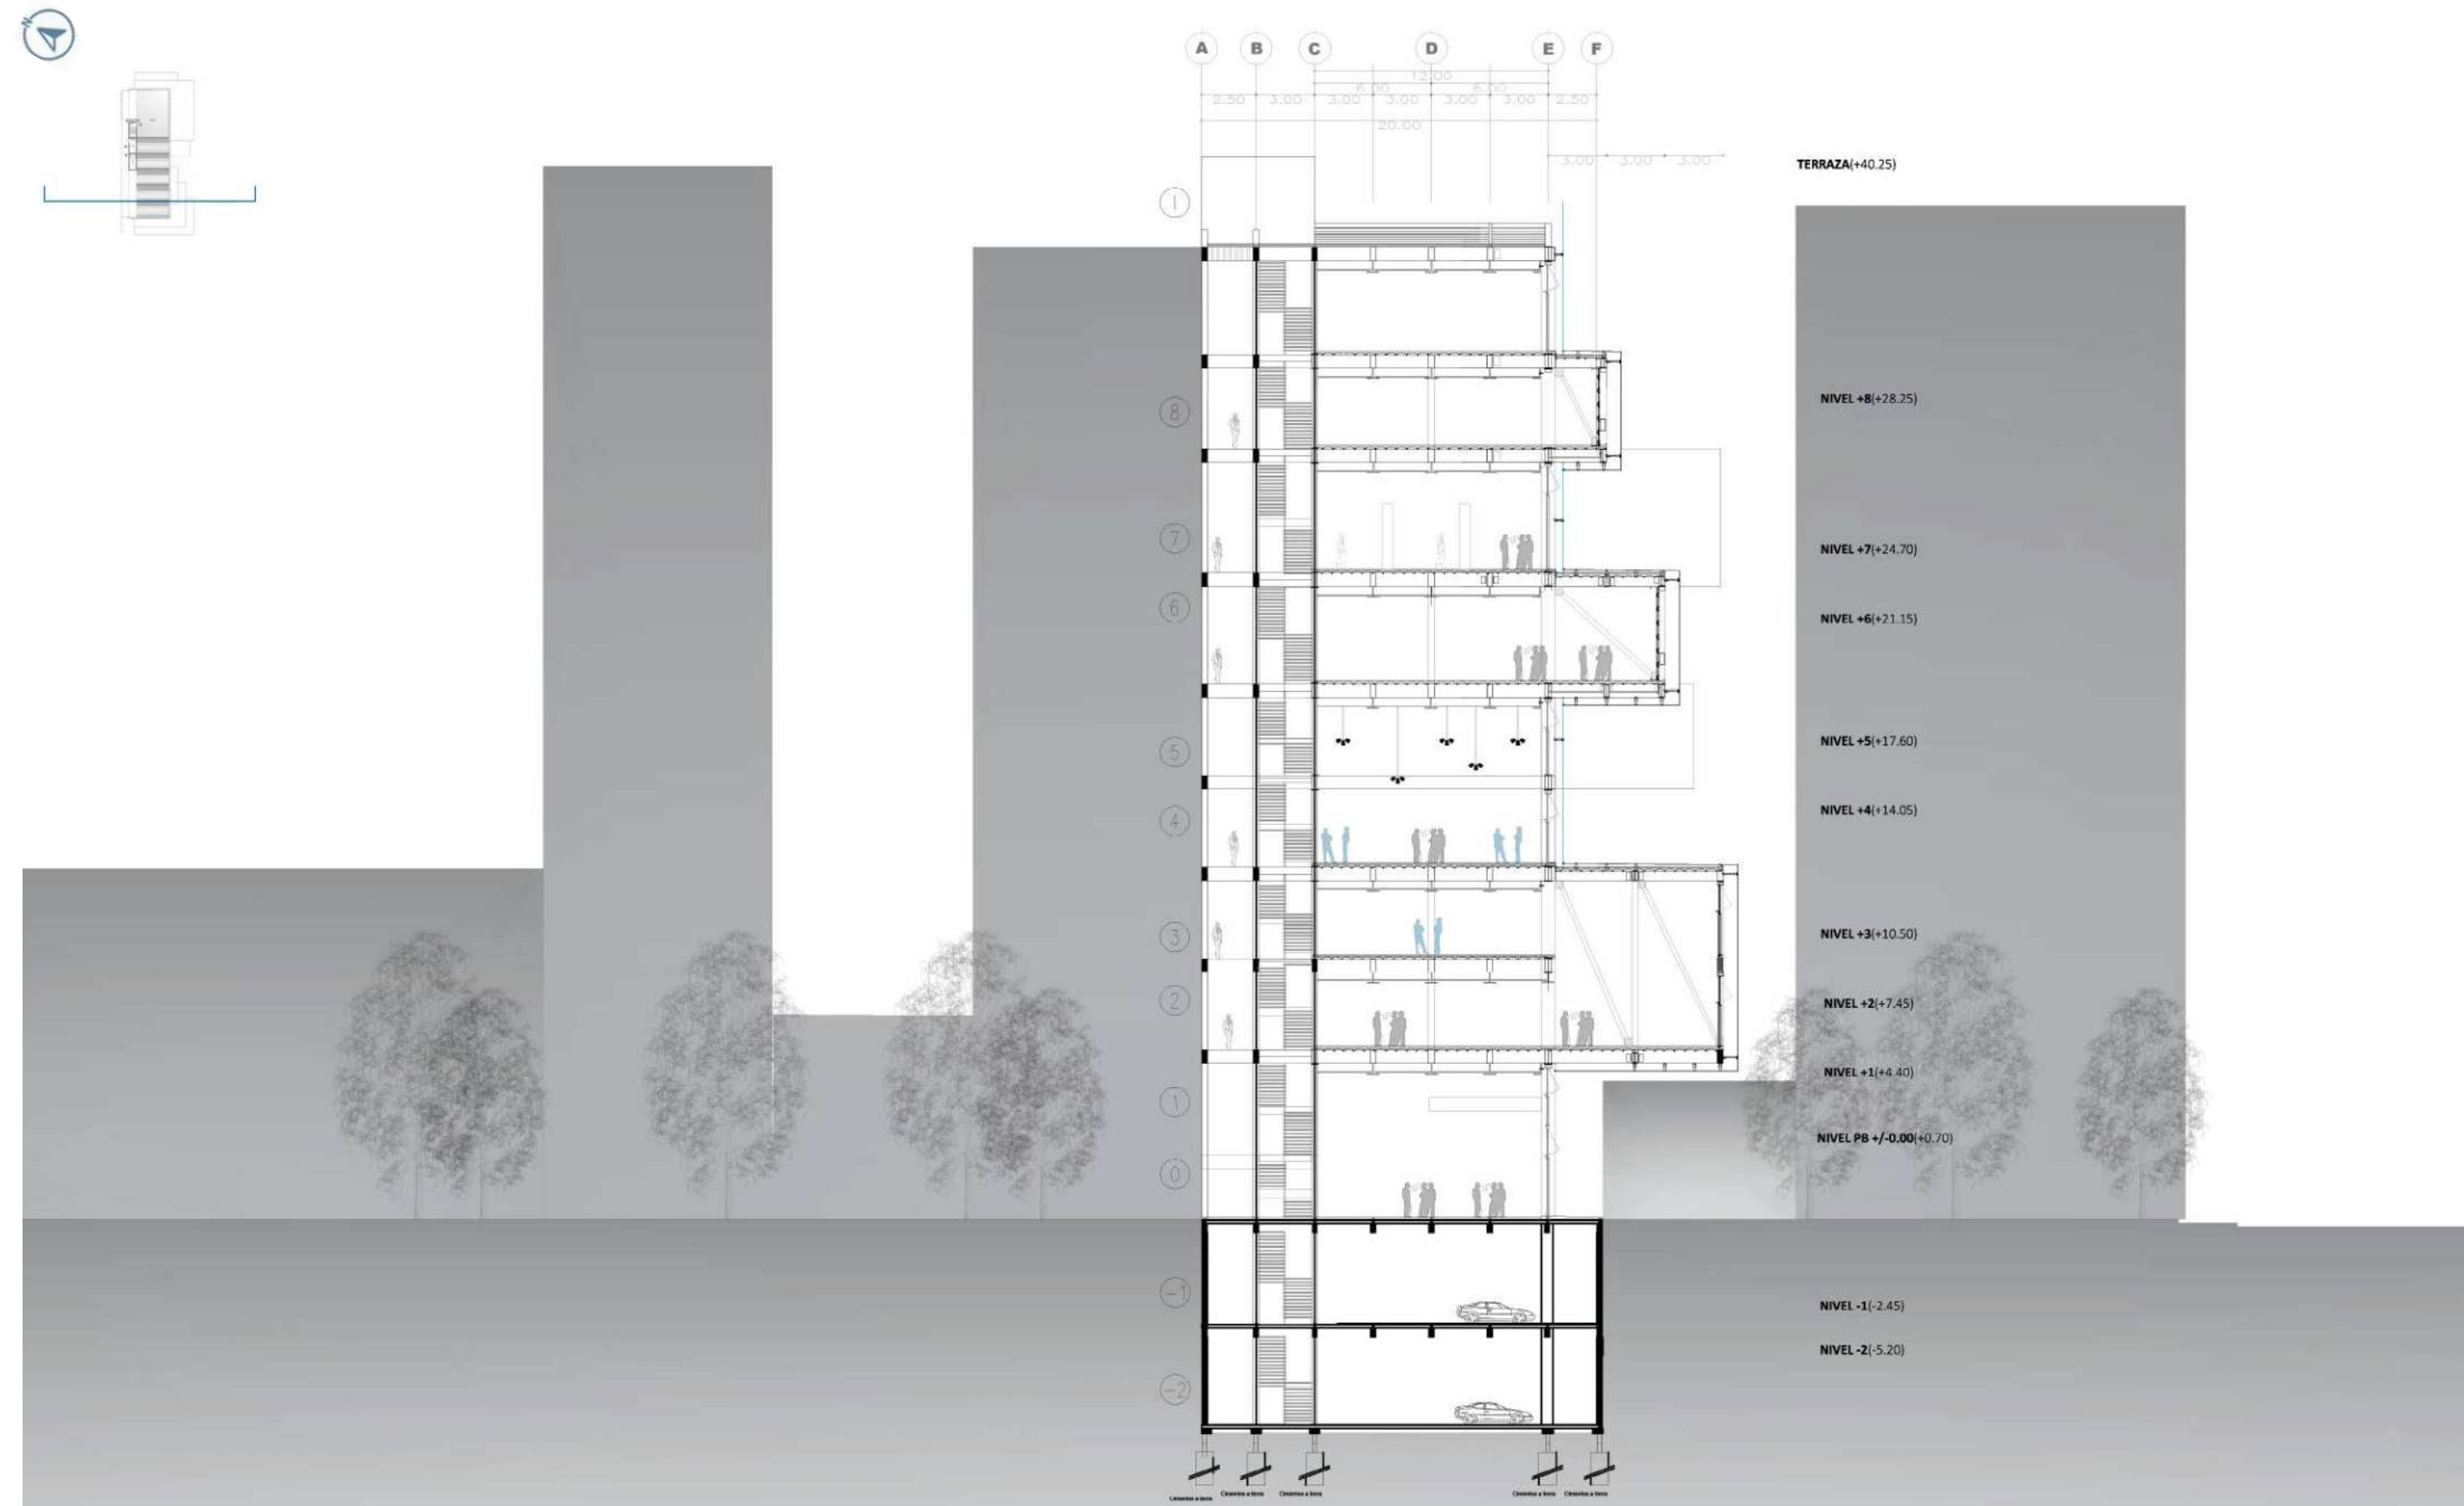 N
A B C D E F
12.00
6.00 6.00
2.50 3.00 3.00 3.00 3.00 3.00 2.50
20.00
3.00 3.00 3.00
TERRAZA(+40.25)
8
NIVEL +8(+28.25)
7
NIVEL +7(+24.70)
6
NIVEL +6(+21.15)
5
NIVEL +5(+17.60)
4
NIVEL +4(+14.05)
3
NIVEL +3(+10.50)
2
NIVEL +2(+7.45)
NIVEL +1(+4.40)
1
NIVEL PB +/-0.00(+0.70)
0
-1
NIVEL -1(-2.45)
NIVEL -2(-5.20)
-2